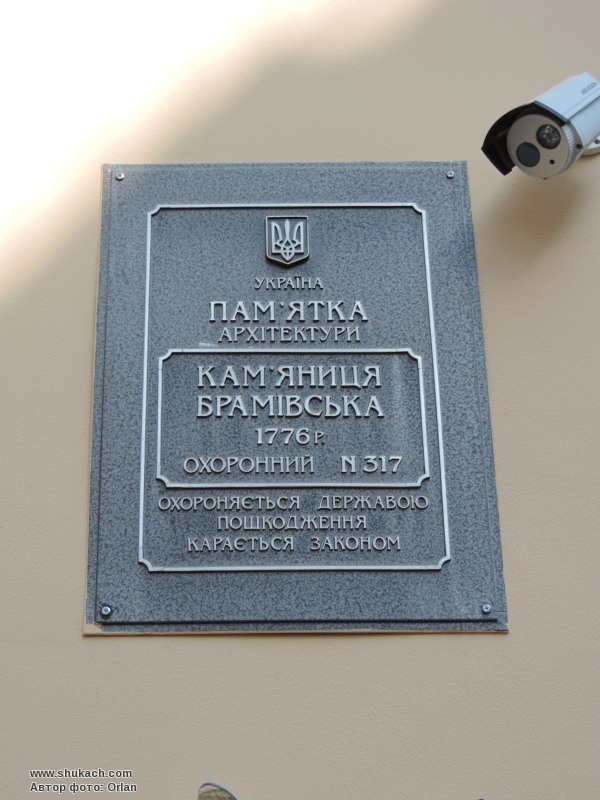 УКРАЇНА
ПАМ'ЯТКА
АРХІТЕКТУРИ
КАМ'ЯНИЦЯ
БРАМІВСЬКА
1776 Р.
ОХОРОННИЙ N 317
ОХОРОНЯЄТЬСЯ ДЕРЖАВОЮ
ПОШКОДЖЕННЯ
КАРАЄТЬСЯ ЗАКОНОМ
www.shukach.com
Автор фото: Orlan